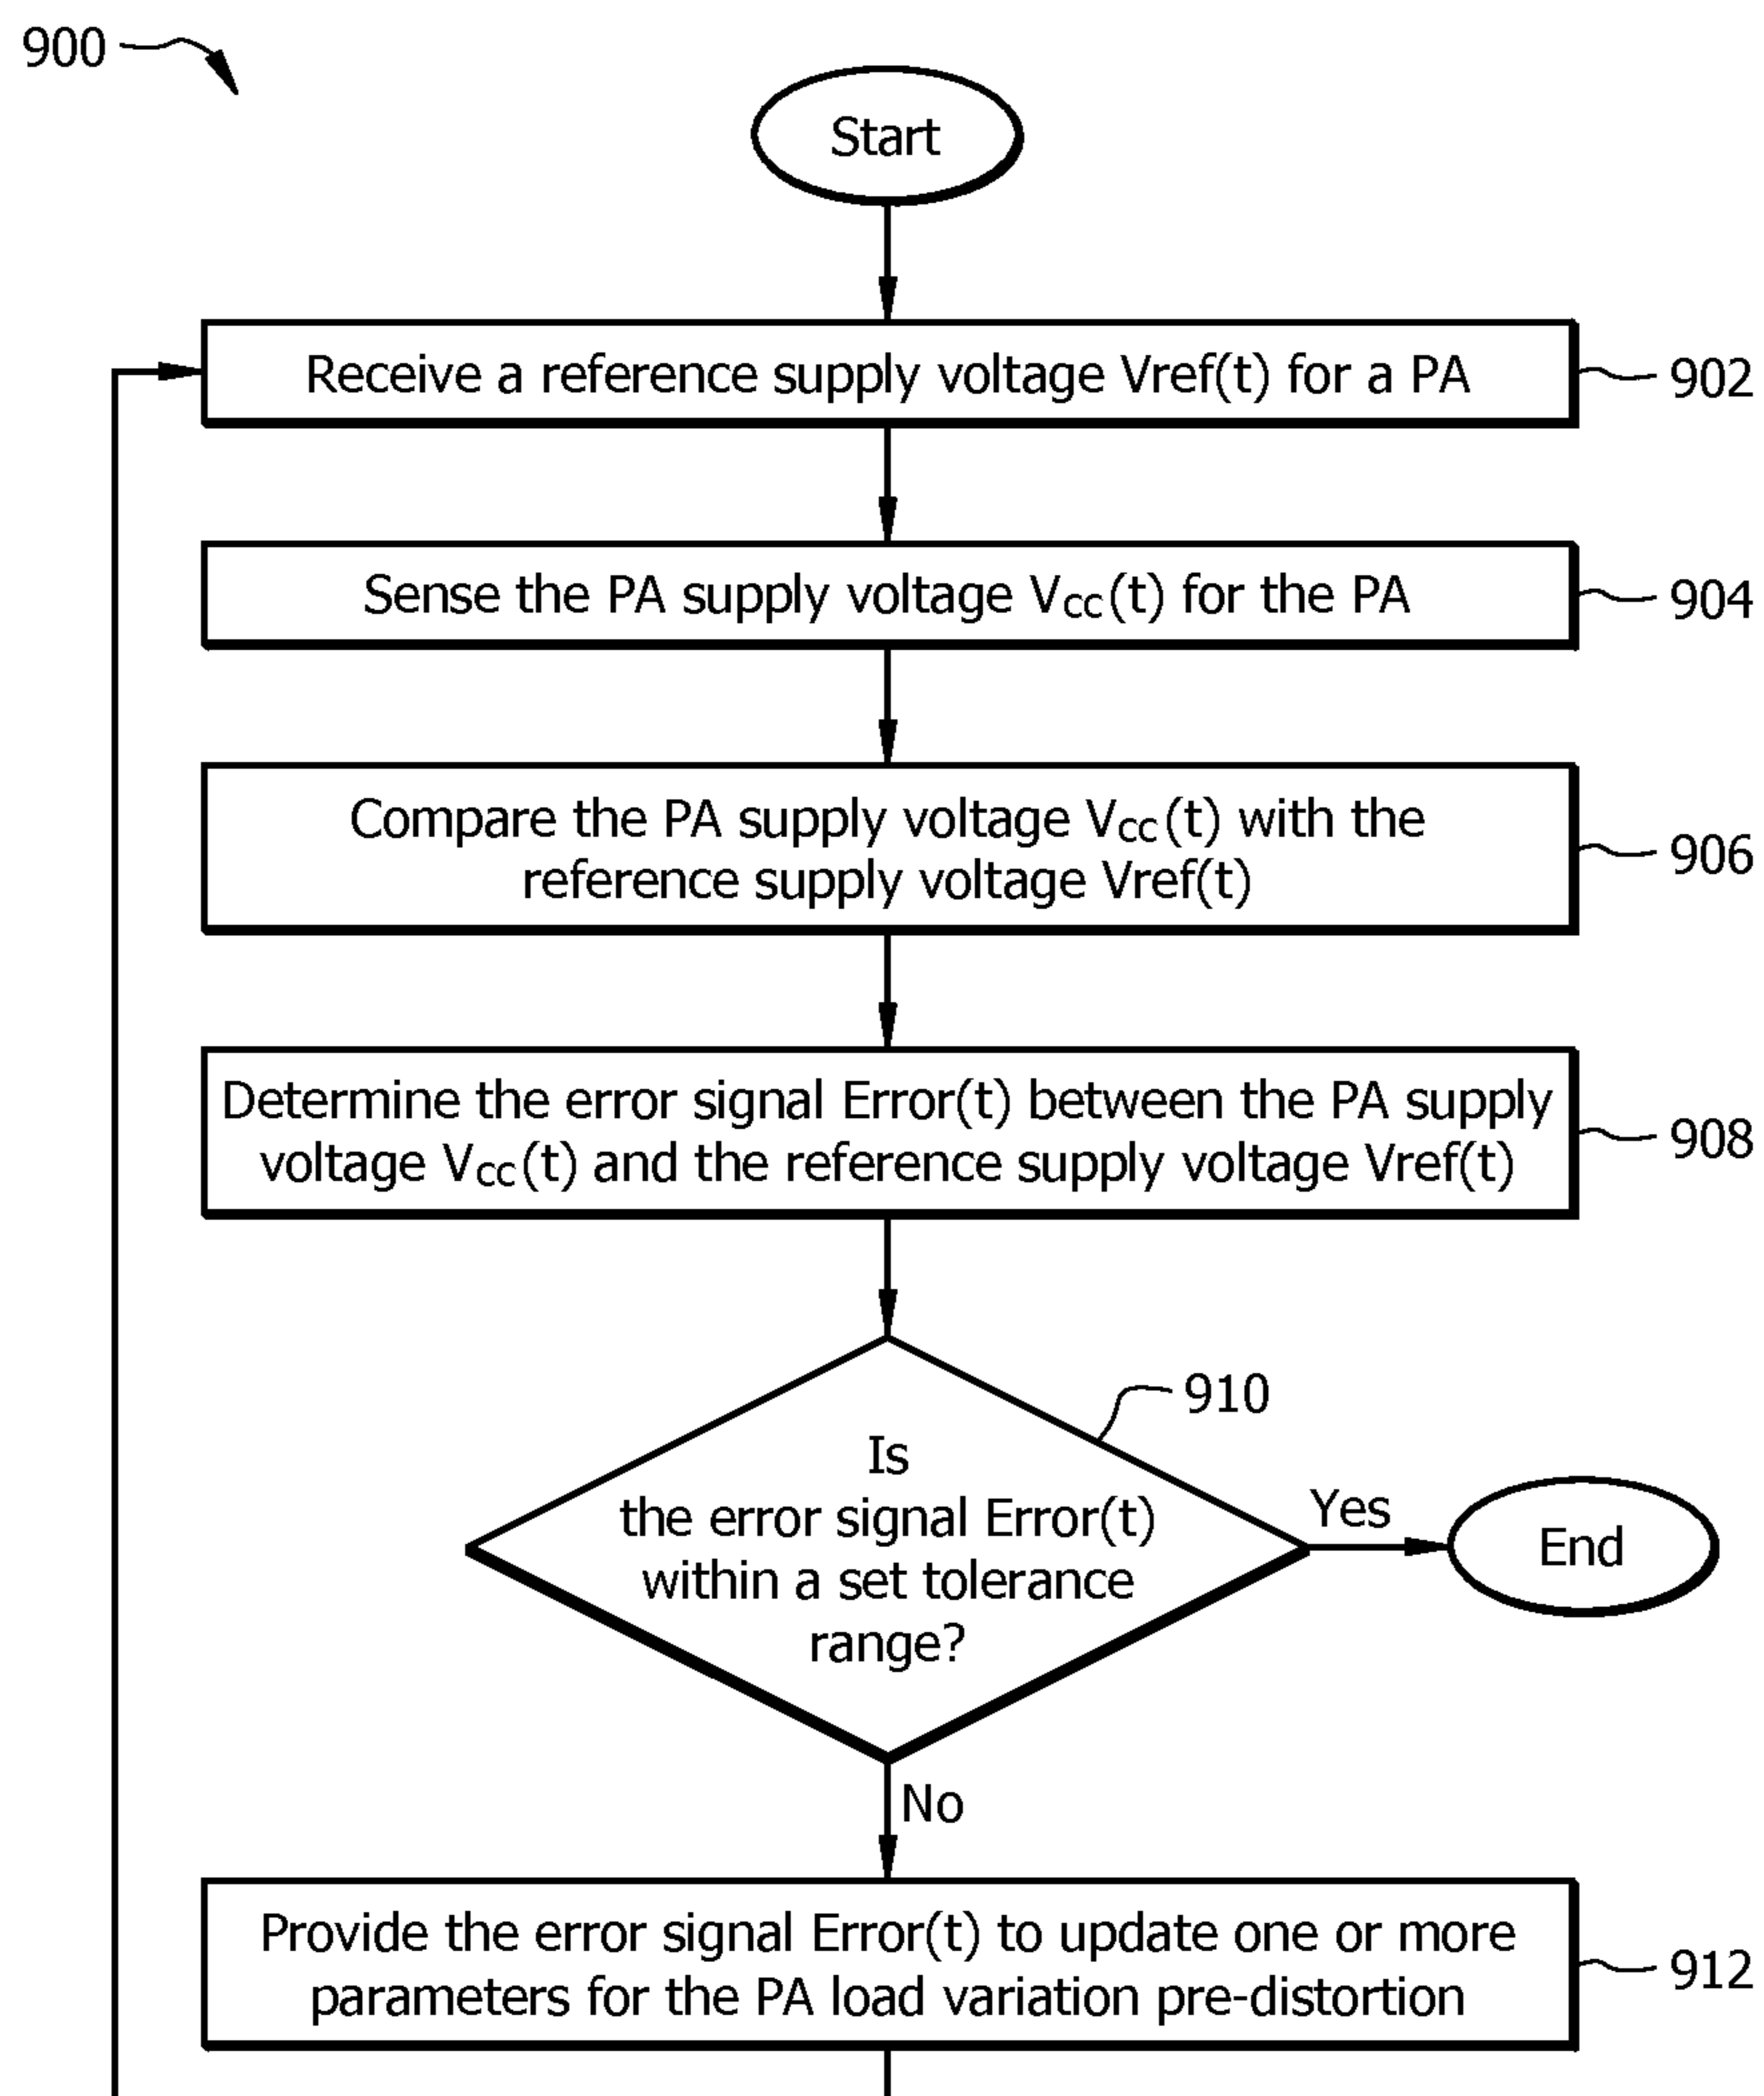 900
Start
Receive a reference supply voltage Vref(t) for a PA
902
Sense the PA supply voltage Vcc(t) for the PA
904
Compare the PA supply voltage Vcc(t) with the
reference supply voltage Vref(t)
906
Determine the error signal Error(t) between the PA supply
voltage Vcc(t) and the reference supply voltage Vref(t)
908
910
Is
the error signal Error(t)
within a set tolerance
range?
Yes
End
No
Provide the error signal Error(t) to update one or more
parameters for the PA load variation pre-distortion
912